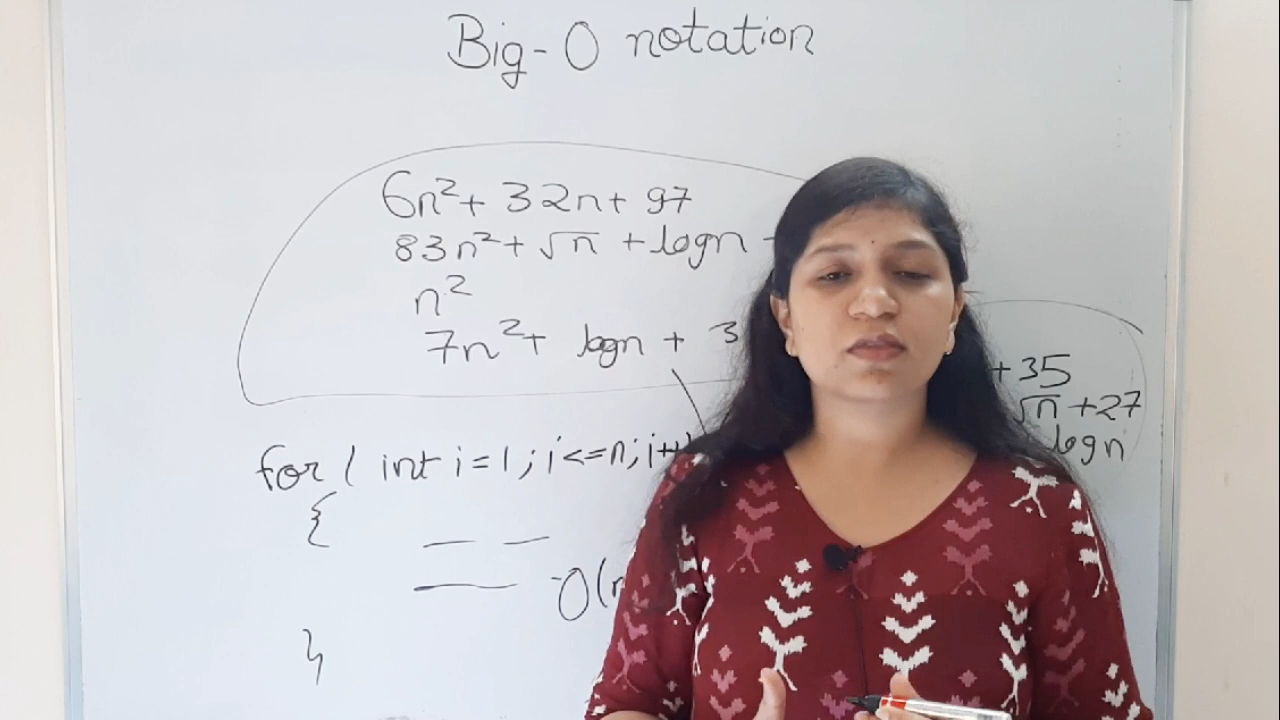 Big-O notation
6n²+ 32n+ 97
83n²+ √n + logn
n²
7n²+ logn + 3
+35
√n +27
logn
for ( int i=1; i<=n; i++
{
O(n
}